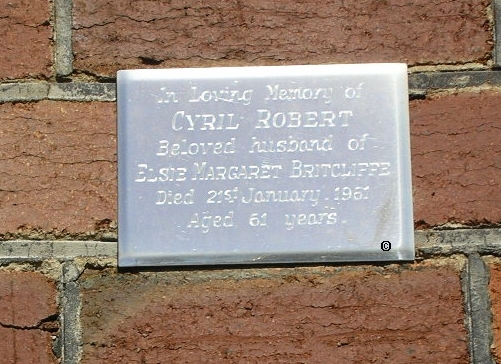 In Loving Memory of
CYRIL ROBERT
Beloved husband of
ELSIE MARGARET BRITCLIFFE
Died 21st January. 1961
Aged 61 years.
©